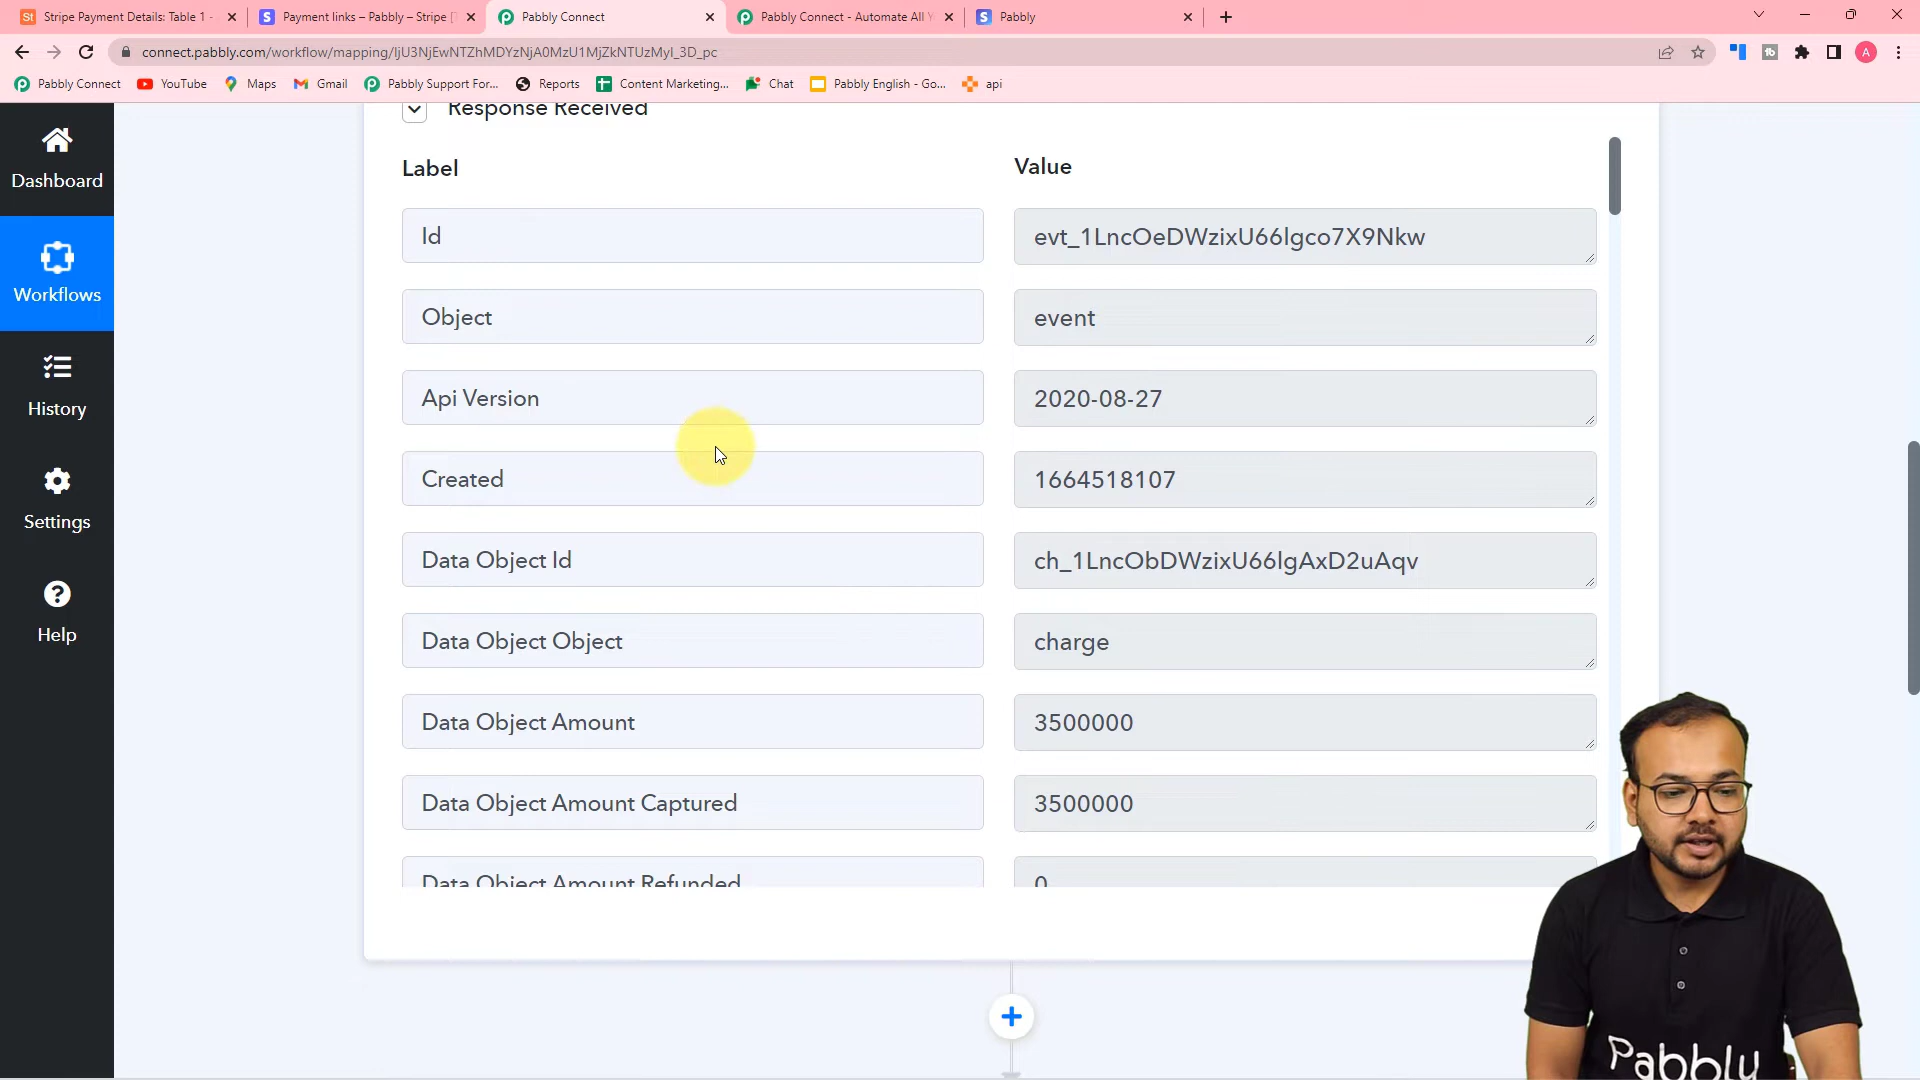 Stripe Payment Details: Table 1 -
Payment links – Pabbly – Stripe [T
Pabbly Connect
Pabbly Connect - Automate All Y
Pabbly
connect.pabbly.com/workflow/mapping/IjU3NjEwNTZhMDYzNjA0MzU1MjZkNTUzMyI_3D_pc
A
Pabbly Connect
YouTube
Maps
Gmail
Pabbly Support For...
Reports
Content Marketing...
Chat
Pabbly English - Go...
api
Response Received
Dashboard
Workflows
History
Settings
Help
Label
Value
Id
evt_1LncOeDWzixU66lgco7X9Nkw
Object
event
Api Version
2020-08-27
Created
1664518107
Data Object Id
ch_1LncObDWzixU66lgAxD2uAqv
Data Object Object
charge
Data Object Amount
3500000
Data Object Amount Captured
3500000
Data Object Amount Refunded
0
Pabbly